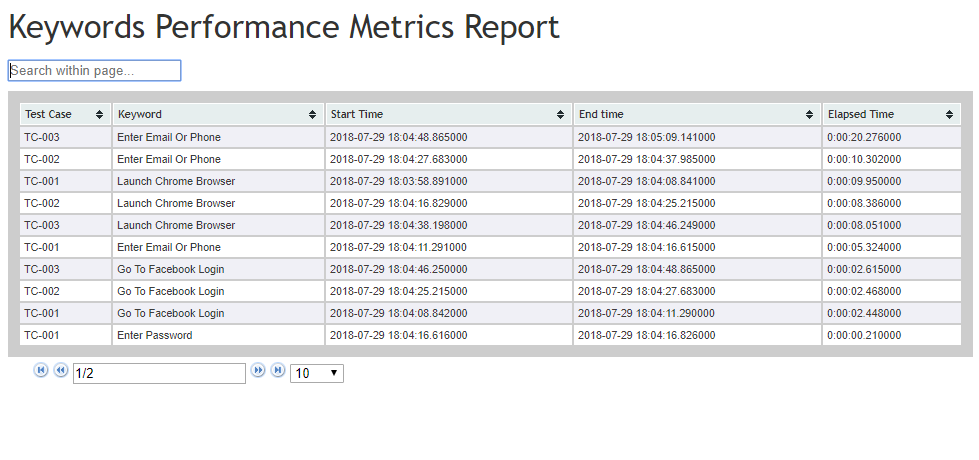 Keywords Performance Metrics Report
Search within page...
Test Case Keyword Start Time End time Elapsed Time
TC-003 Enter Email Or Phone 2018-07-29 18:04:48.865000 2018-07-29 18:05:09.141000 0:00:20.276000
TC-002 Enter Email Or Phone 2018-07-29 18:04:27.683000 2018-07-29 18:04:37.985000 0:00:10.302000
TC-001 Launch Chrome Browser 2018-07-29 18:03:58.891000 2018-07-29 18:04:08.841000 0:00:09.950000
TC-002 Launch Chrome Browser 2018-07-29 18:04:16.829000 2018-07-29 18:04:25.215000 0:00:08.386000
TC-003 Launch Chrome Browser 2018-07-29 18:04:38.198000 2018-07-29 18:04:46.249000 0:00:08.051000
TC-001 Enter Email Or Phone 2018-07-29 18:04:11.291000 2018-07-29 18:04:16.615000 0:00:05.324000
TC-003 Go To Facebook Login 2018-07-29 18:04:46.250000 2018-07-29 18:04:48.865000 0:00:02.615000
TC-002 Go To Facebook Login 2018-07-29 18:04:25.215000 2018-07-29 18:04:27.683000 0:00:02.468000
TC-001 Go To Facebook Login 2018-07-29 18:04:08.842000 2018-07-29 18:04:11.290000 0:00:02.448000
TC-001 Enter Password 2018-07-29 18:04:16.616000 2018-07-29 18:04:16.826000 0:00:00.210000
1/2 10